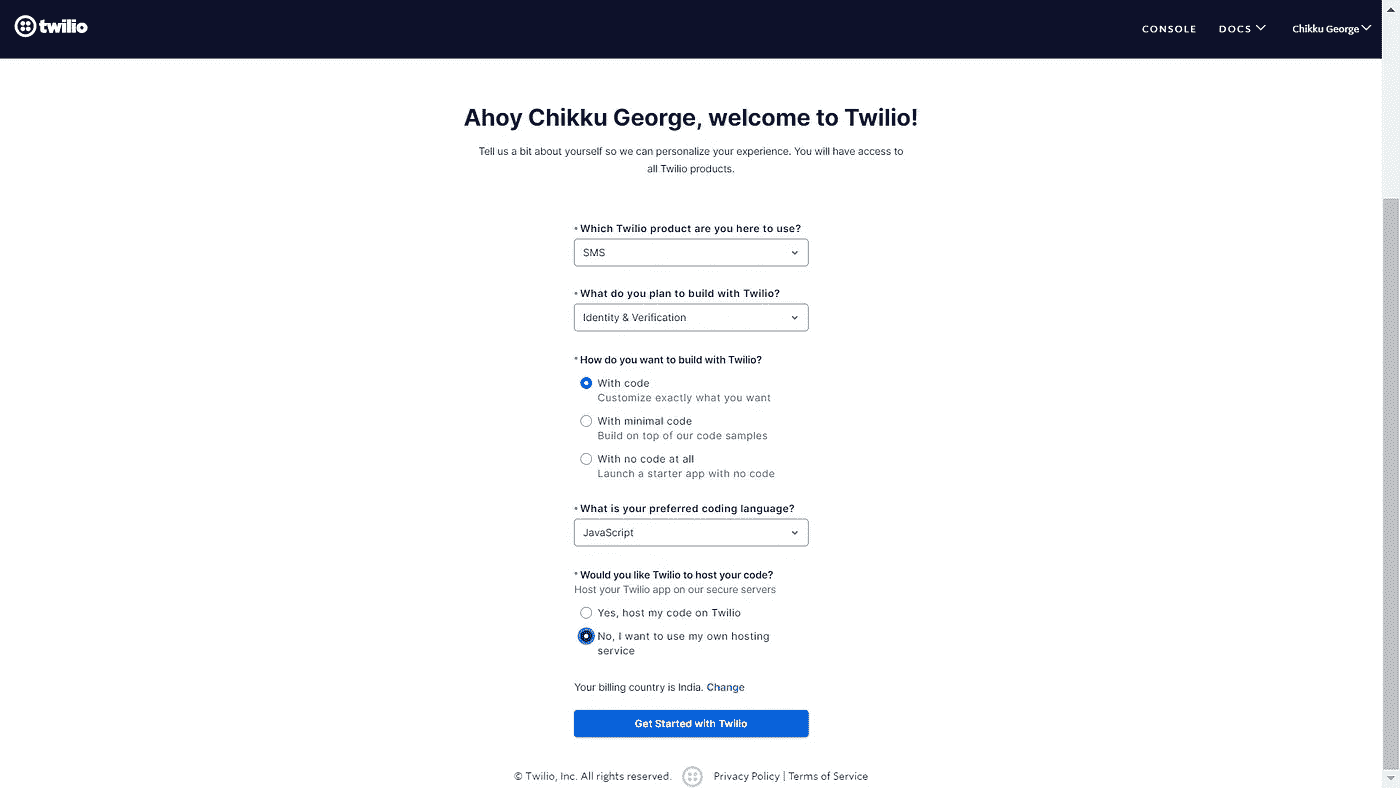 twilio
CONSOLE
DOCS
Chikku George
Ahoy Chikku George, welcome to Twilio!
Tell us a bit about yourself so we can personalize your experience. You will have access to
all Twilio products.
* Which Twilio product are you here to use?
SMS
* What do you plan to build with Twilio?
Identity & Verification
* How do you want to build with Twilio?
With code
Customize exactly what you want
With minimal code
Build on top of our code samples
With no code at all
Launch a starter app with no code
* What is your preferred coding language?
JavaScript
* Would you like Twilio to host your code?
Host your Twilio app on our secure servers
Yes, host my code on Twilio
No, I want to use my own hosting
service
Your billing country is India. Change
Get Started with Twilio
© Twilio, Inc. All rights reserved.
Privacy Policy | Terms of Service